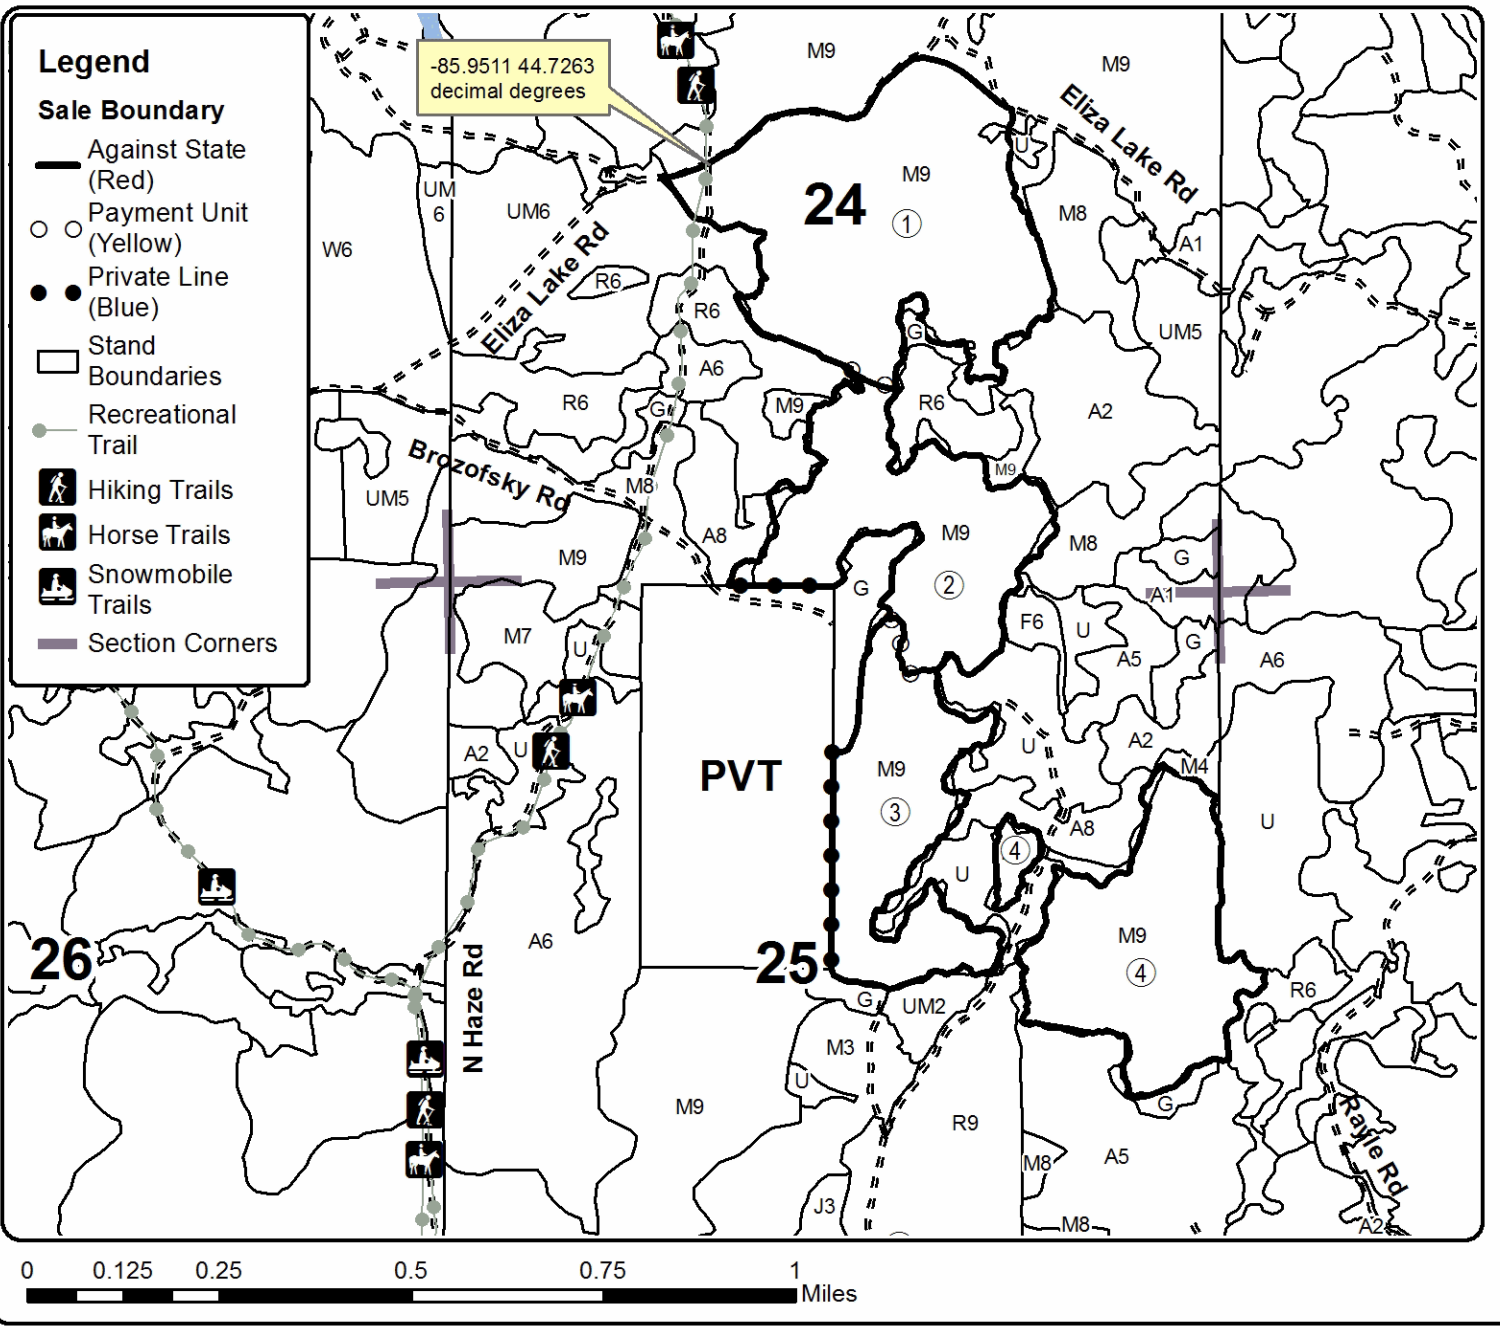 Legend
Sale Boundary
Against State
(Red)
Payment Unit
(Yellow)
Private Line
(Blue)
Stand
Boundaries
Recreational
Trail
Hiking Trails
Horse Trails
Snowmobile
Trails
Section Corners
-85.9511 44.7263
decimal degrees
M9
M9
Eliza Lake Rd
U
M9
24
1
M8
A1
UM
6
UM6
W6
Eliza Lake Rd
R6
R6
UM5
G
A6
R6
G
M9
R6
A2
Brozofsky Rd
M9
M8
UM5
A8
M9
M9
M8
G
G
2
A1
F6
U
G
M7
U
A5
A6
A2
U
PVT
M9
U
A2
M4
3
A8
U
4
U
26
N Haze Rd
A6
25
M9
4
G
UM2
R6
M3
U
M9
G
R9
Rayle Rd
M8
A5
J3
M8
A2
0
0.125
0.25
0.5
0.75
1
Miles